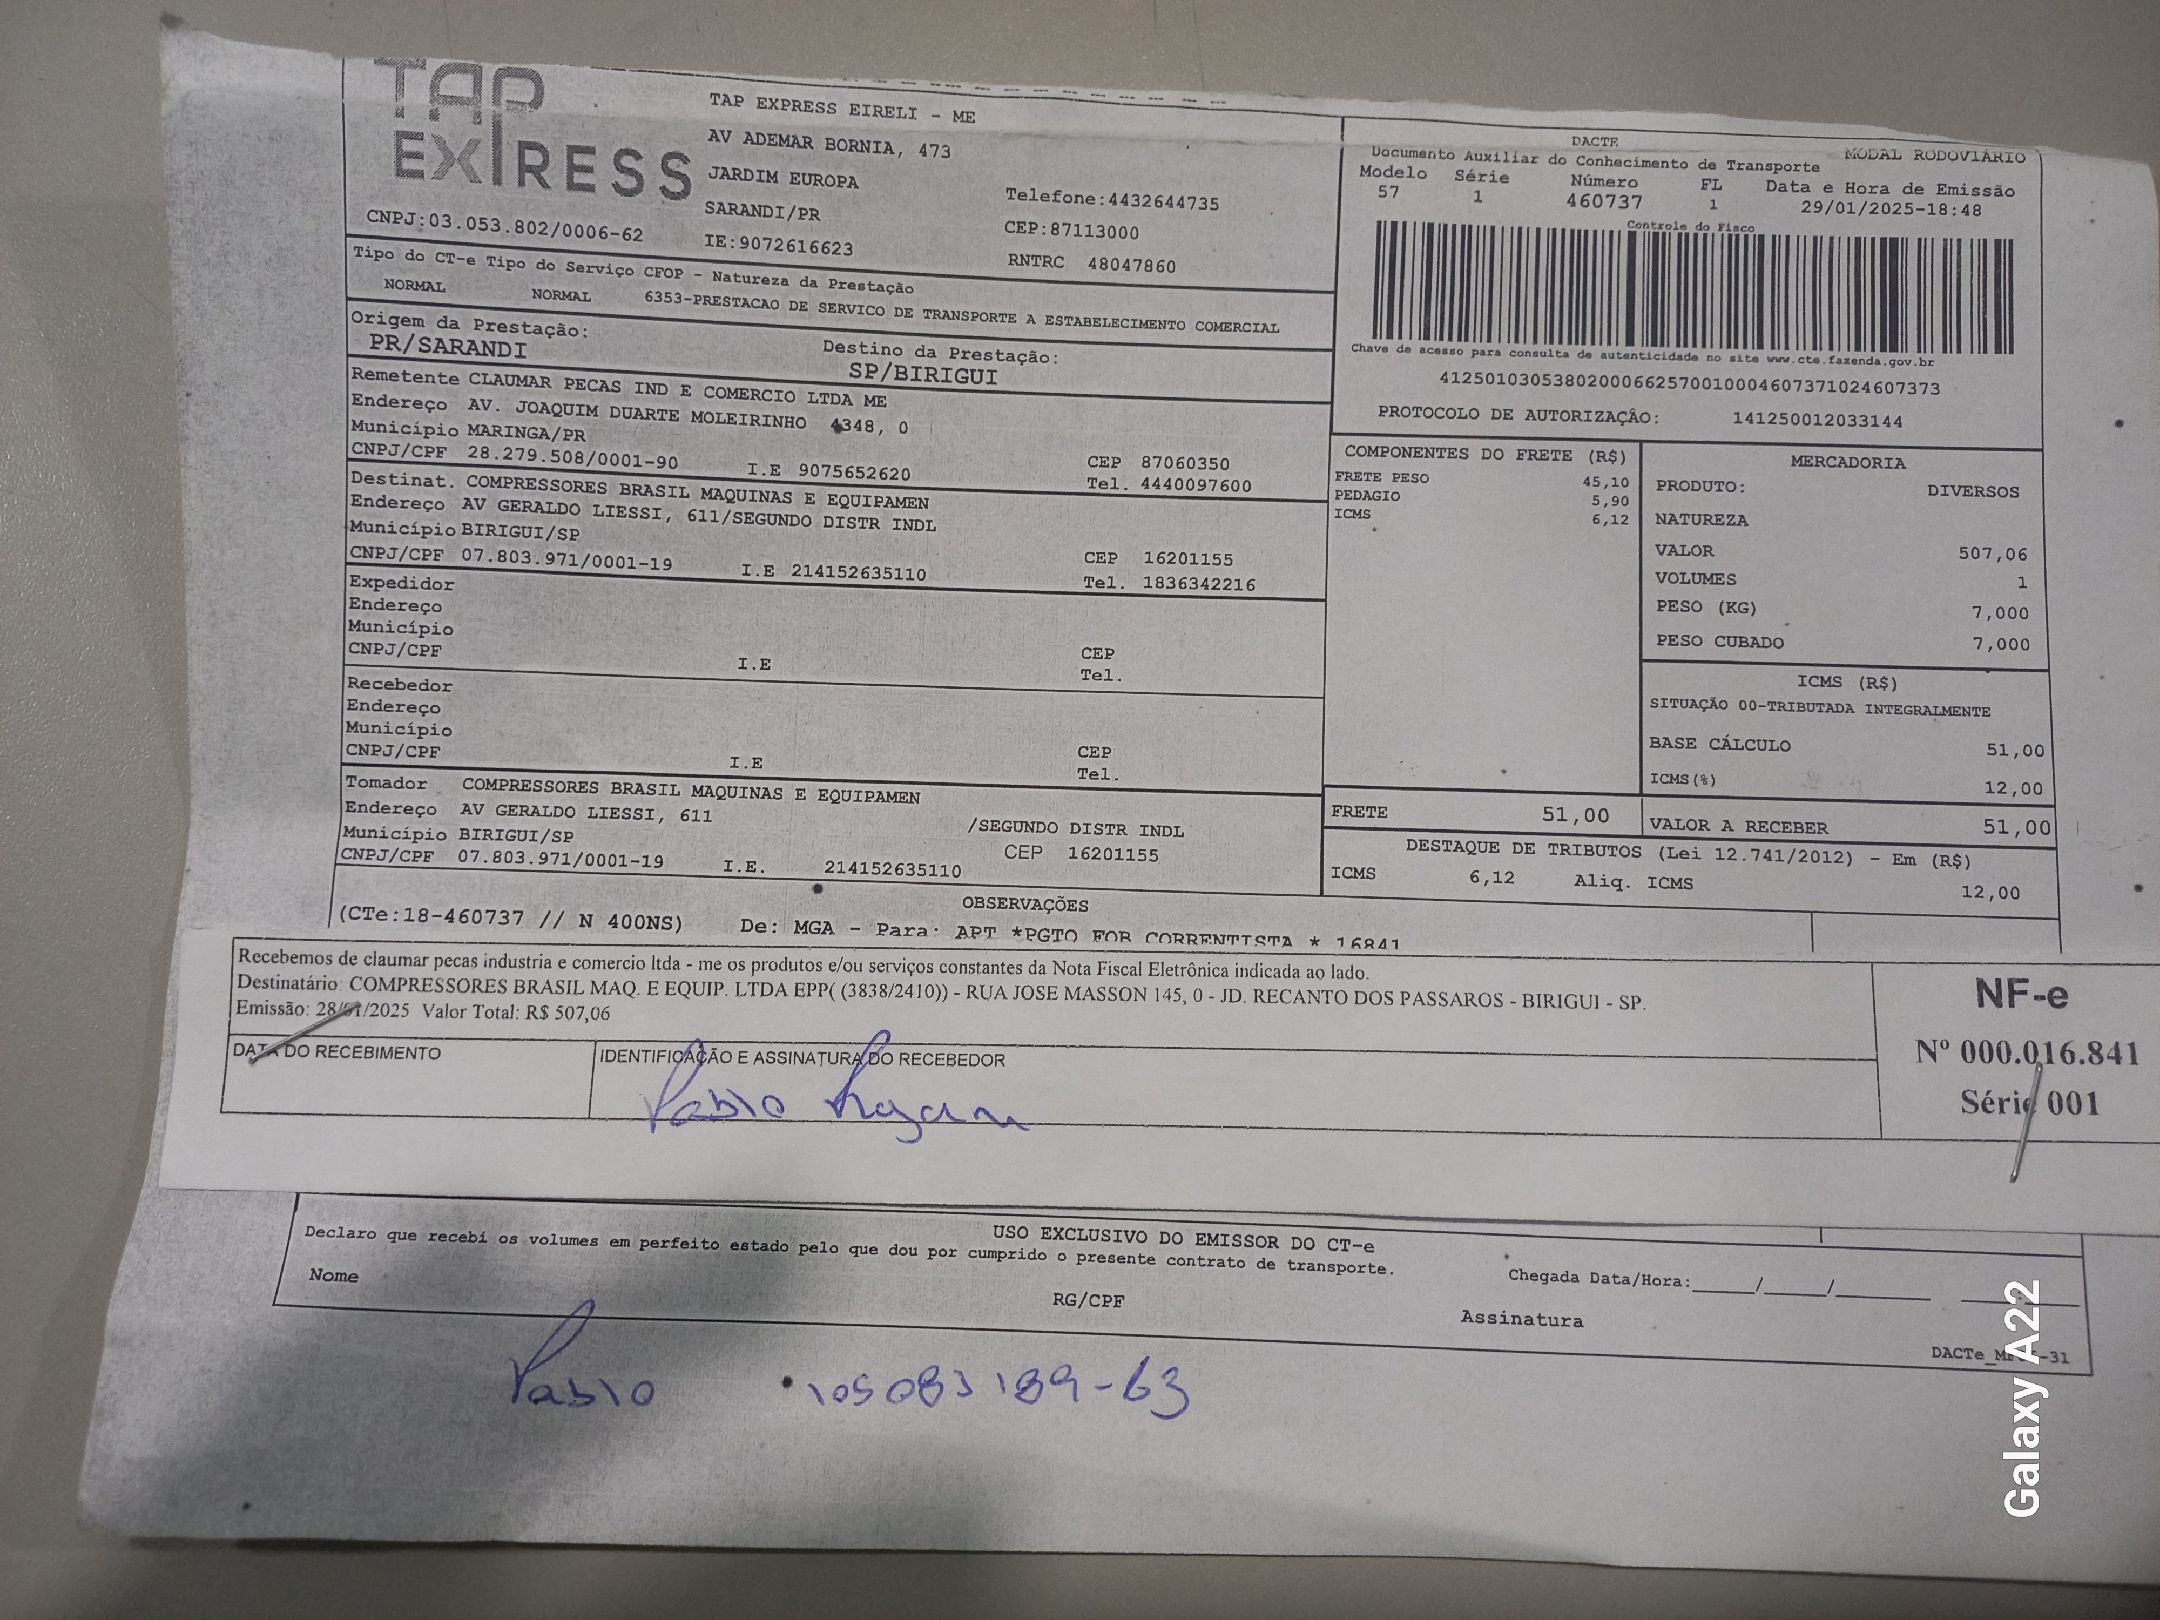 TAP
EXPRESS
CNPJ:03.053.802/0006-62
TAP EXPRESS EIRELI - ME
AV ADEMAR BORNIA, 473
JARDIM EUROPA
SARANDI/PR
IE:9072616623
Telefone:4432644735
CEP:87113000
RNTRC 48047860
DACTE
Documento Auxiliar do Conhecimento de Transporte MODAL RODOVIÁRIO
Modelo Série Número FL Data e Hora de Emissão
57 1 460737 1 29/01/2025-18:48
Controle do Fisco
Chave de acesso para consulta de autenticidade no site www.cte.fazenda.gov.br
41250103053802000662570010004607371024607373
PROTOCOLO DE AUTORIZAÇÃO: 141250012033144
Tipo do CT-e Tipo do Serviço CFOP - Natureza da Prestação
NORMAL NORMAL 6353-PRESTACAO DE SERVICO DE TRANSPORTE A ESTABELECIMENTO COMERCIAL
Origem da Prestação: Destino da Prestação:
PR/SARANDI SP/BIRIGUI
Remetente CLAUMAR PECAS IND E COMERCIO LTDA ME
Endereço AV. JOAQUIM DUARTE MOLEIRINHO 4348, 0
Município MARINGA/PR CEP 87060350
CNPJ/CPF 28.279.508/0001-90 I.E 9075652620 Tel. 4440097600
Destinat. COMPRESSORES BRASIL MAQUINAS E EQUIPAMEN
Endereço AV GERALDO LIESSI, 611/SEGUNDO DISTR INDL
Município BIRIGUI/SP CEP 16201155
CNPJ/CPF 07.803.971/0001-19 I.E 214152635110 Tel. 1836342216
Expedidor
Endereço
Município CEP
CNPJ/CPF I.E Tel.
Recebedor
Endereço
Município CEP
CNPJ/CPF I.E Tel.
Tomador COMPRESSORES BRASIL MAQUINAS E EQUIPAMEN
Endereço AV GERALDO LIESSI, 611 /SEGUNDO DISTR INDL
Município BIRIGUI/SP CEP 16201155
CNPJ/CPF 07.803.971/0001-19 I.E. 214152635110
COMPONENTES DO FRETE (R$)
FRETE PESO 45,10
PEDAGIO 5,90
ICMS 6,12
MERCADORIA
PRODUTO: DIVERSOS
NATUREZA
VALOR 507,06
VOLUMES 1
PESO (KG) 7,000
PESO CUBADO 7,000
ICMS (R$)
SITUAÇÃO 00-TRIBUTADA INTEGRALMENTE
BASE CÁLCULO 51,00
ICMS(%) 12,00
FRETE 51,00 VALOR A RECEBER 51,00
DESTAQUE DE TRIBUTOS (Lei 12.741/2012) - Em (R$)
ICMS 6,12 Aliq. ICMS 12,00
OBSERVAÇÕES
(CTe:18-460737 // N 400NS) De: MGA - Para: APT *PGTO FOB CORRENTISTA * 16841
Recebemos de claumar pecas industria e comercio ltda - me os produtos e/ou serviços constantes da Nota Fiscal Eletrônica indicada ao lado.
Destinatário: COMPRESSORES BRASIL MAQ. E EQUIP. LTDA EPP( (3838/2410)) - RUA JOSE MASSON 145, 0 - JD. RECANTO DOS PASSAROS - BIRIGUI - SP.
Emissão: 28/01/2025 Valor Total: R$ 507,06
DATA DO RECEBIMENTO IDENTIFICAÇÃO E ASSINATURA DO RECEBEDOR
Pablo
NF-e
Nº 000.016.841
Série 001
USO EXCLUSIVO DO EMISSOR DO CT-e
Declaro que recebi os volumes em perfeito estado pelo que dou por cumprido o presente contrato de transporte.
Nome RG/CPF Chegada Data/Hora:_____/_____/________
Assinatura
Pablo
Galaxy A22